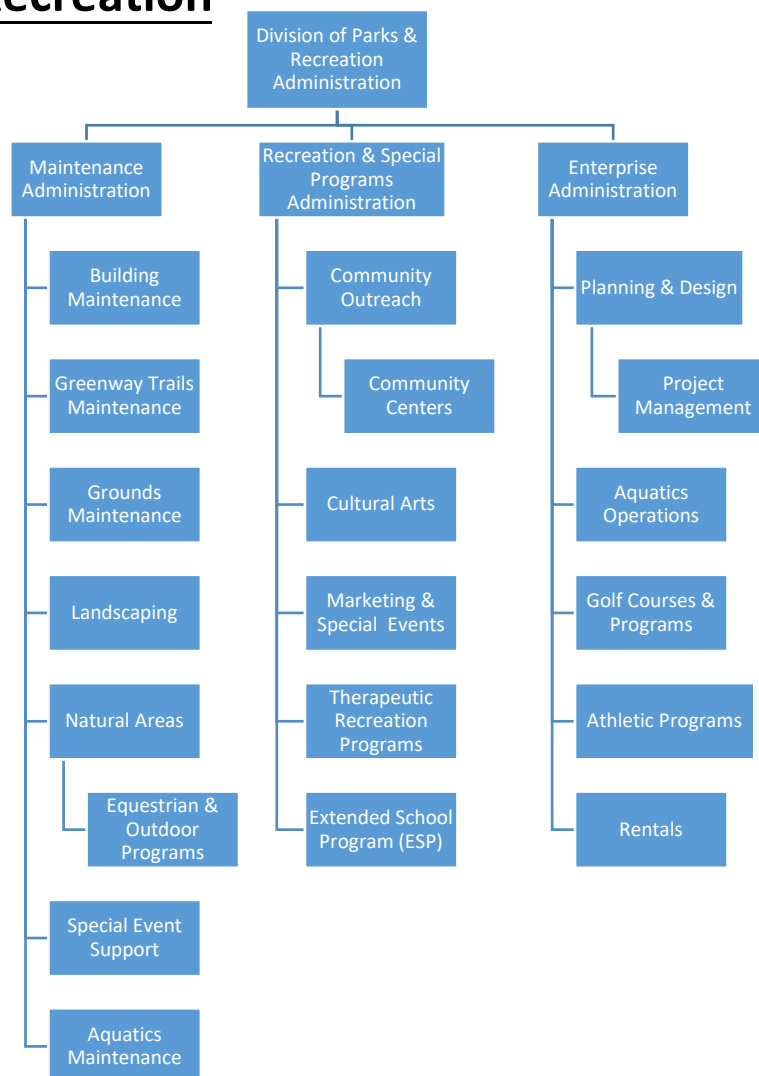 Recreation
Division of Parks &
Recreation
Administration
Maintenance
Administration
Building
Maintenance
Greenway Trails
Maintenance
Grounds
Maintenance
Landscaping
Natural Areas
Equestrian &
Outdoor
Programs
Special Event
Support
Aquatics
Maintenance
Recreation & Special
Programs
Administration
Community
Outreach
Community
Centers
Cultural Arts
Marketing &
Special Events
Therapeutic
Recreation
Programs
Extended School
Program (ESP)
Enterprise
Administration
Planning & Design
Project
Management
Aquatics
Operations
Golf Courses &
Programs
Athletic Programs
Rentals